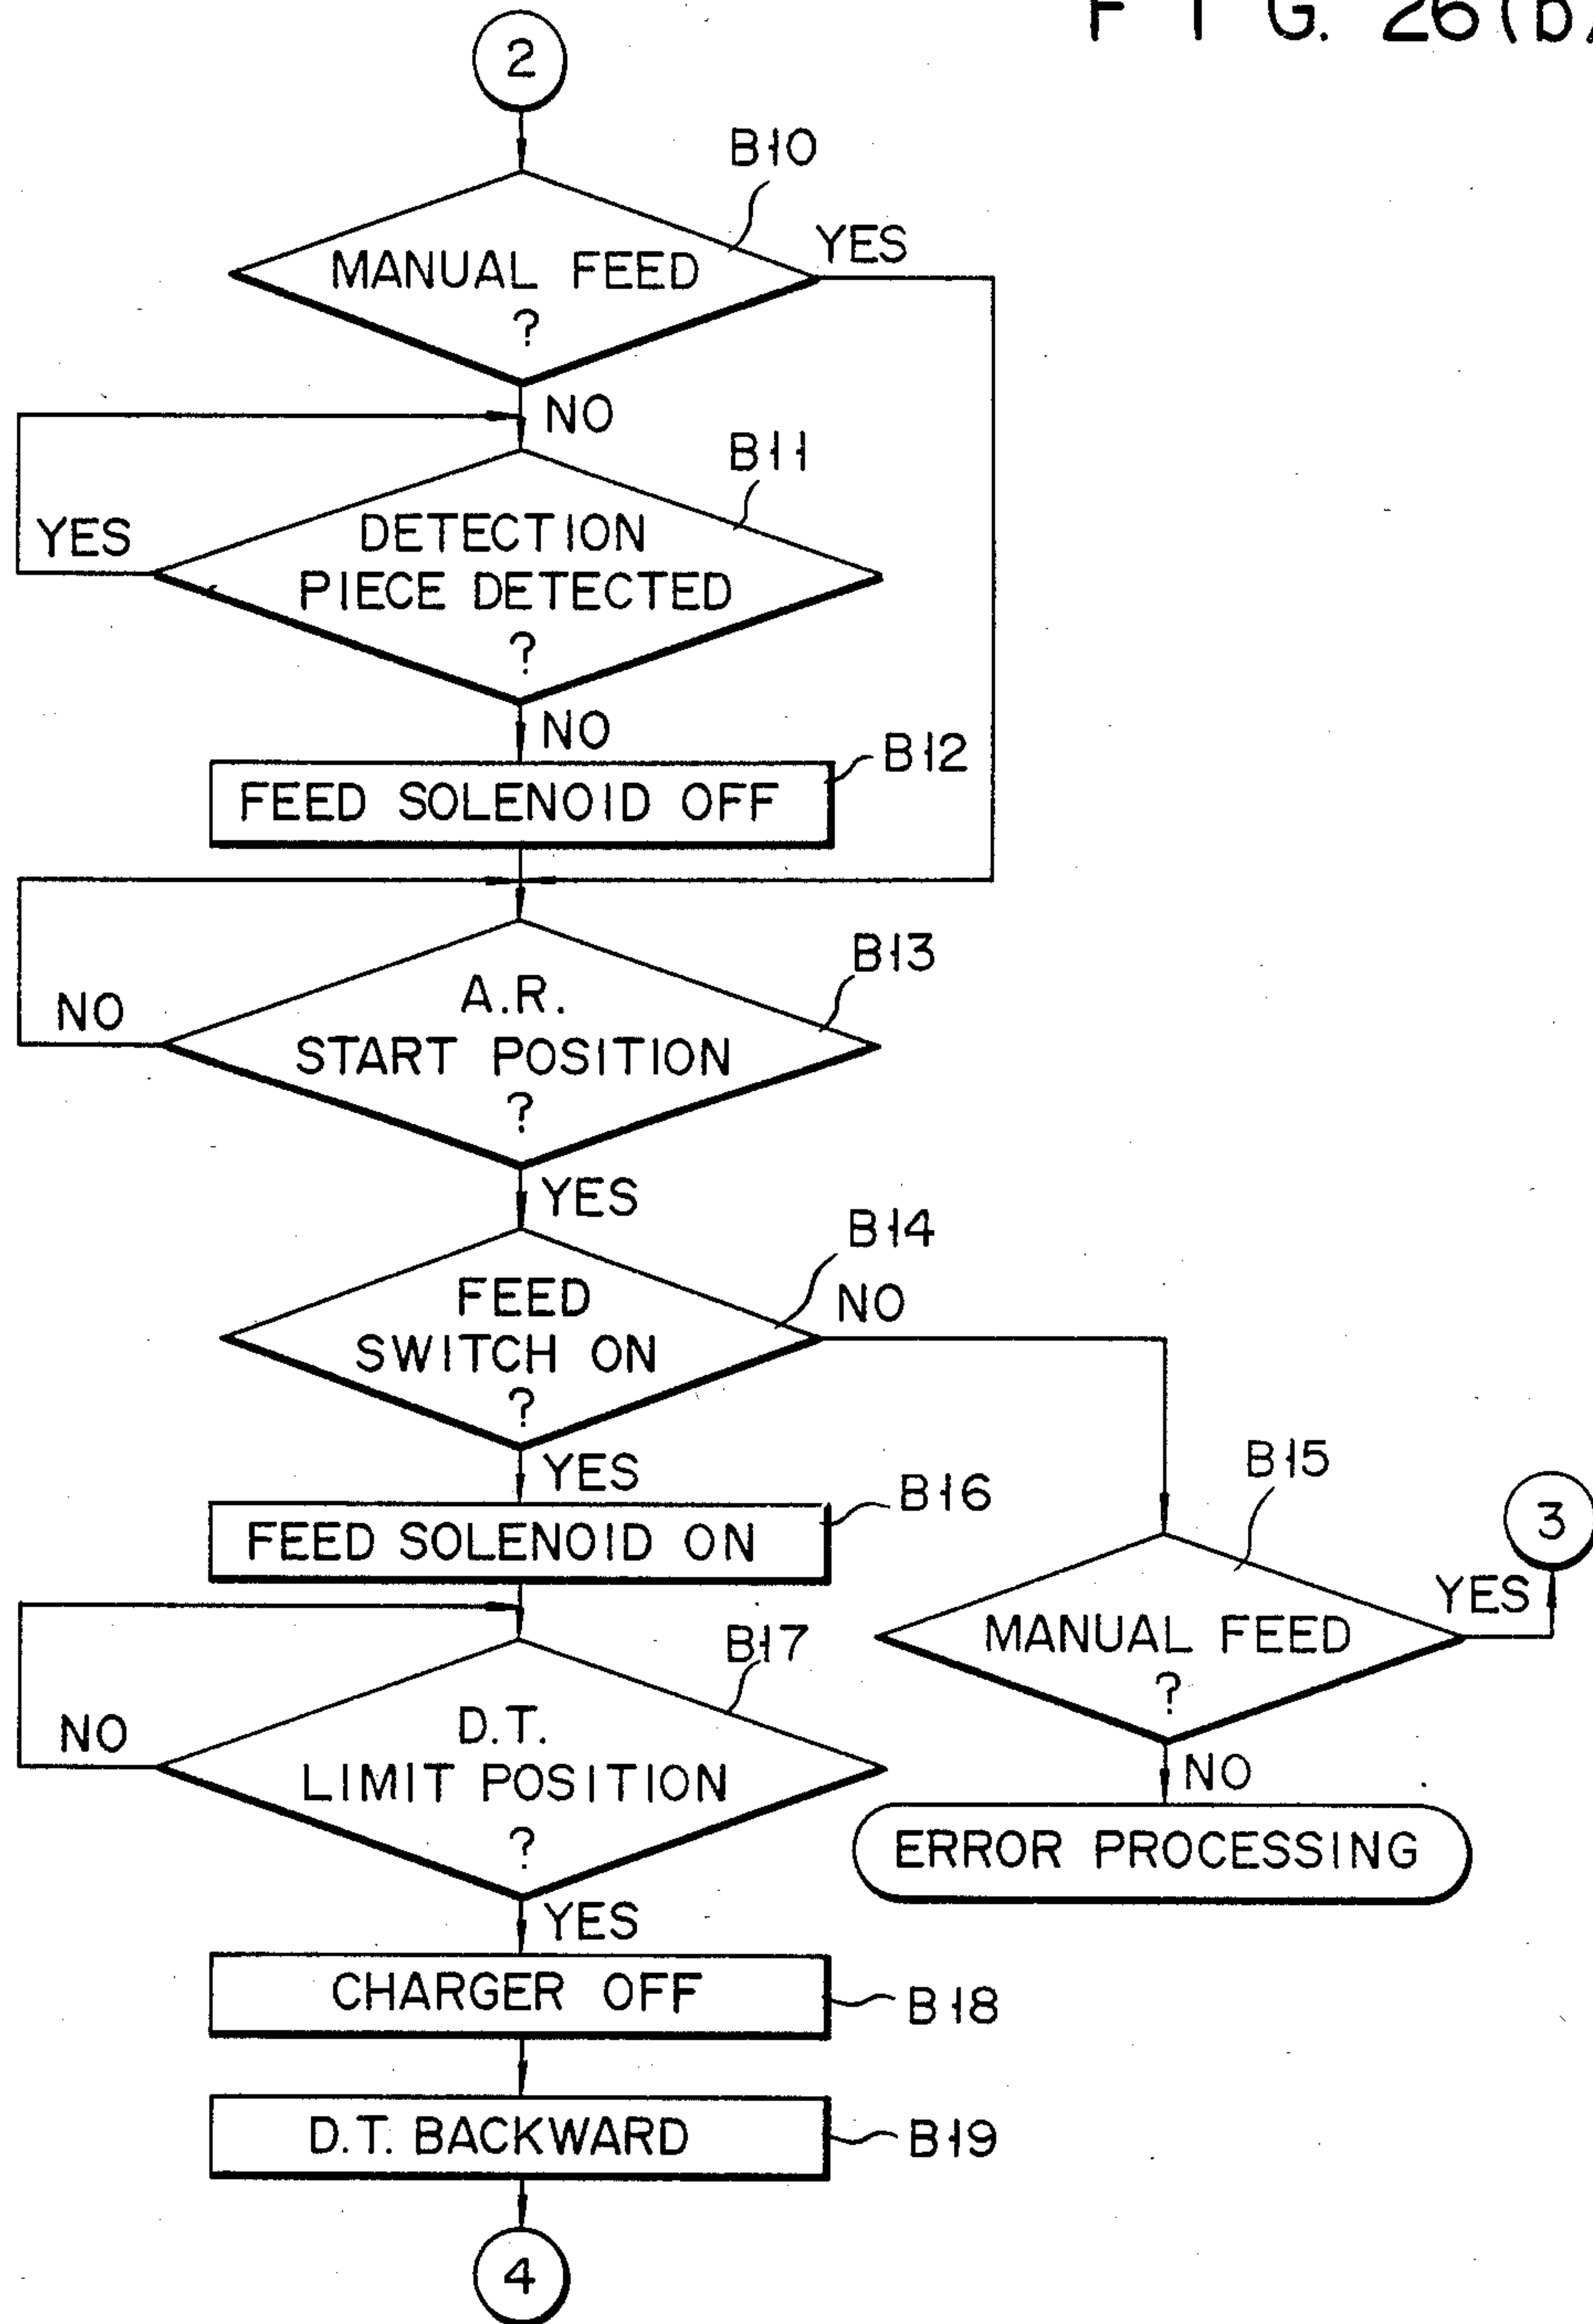 FIG. 26(b)
2
B10
MANUAL FEED
?
YES
NO
B11
DETECTION
PIECE DETECTED
?
YES
NO
B12
FEED SOLENOID OFF
B13
A.R.
START POSITION
?
NO
YES
B14
FEED
SWITCH ON
?
NO
YES
B16
FEED SOLENOID ON
B15
3
MANUAL FEED
?
YES
NO
ERROR PROCESSING
B17
D.T.
LIMIT POSITION
?
NO
YES
CHARGER OFF
B18
D.T. BACKWARD
B19
4